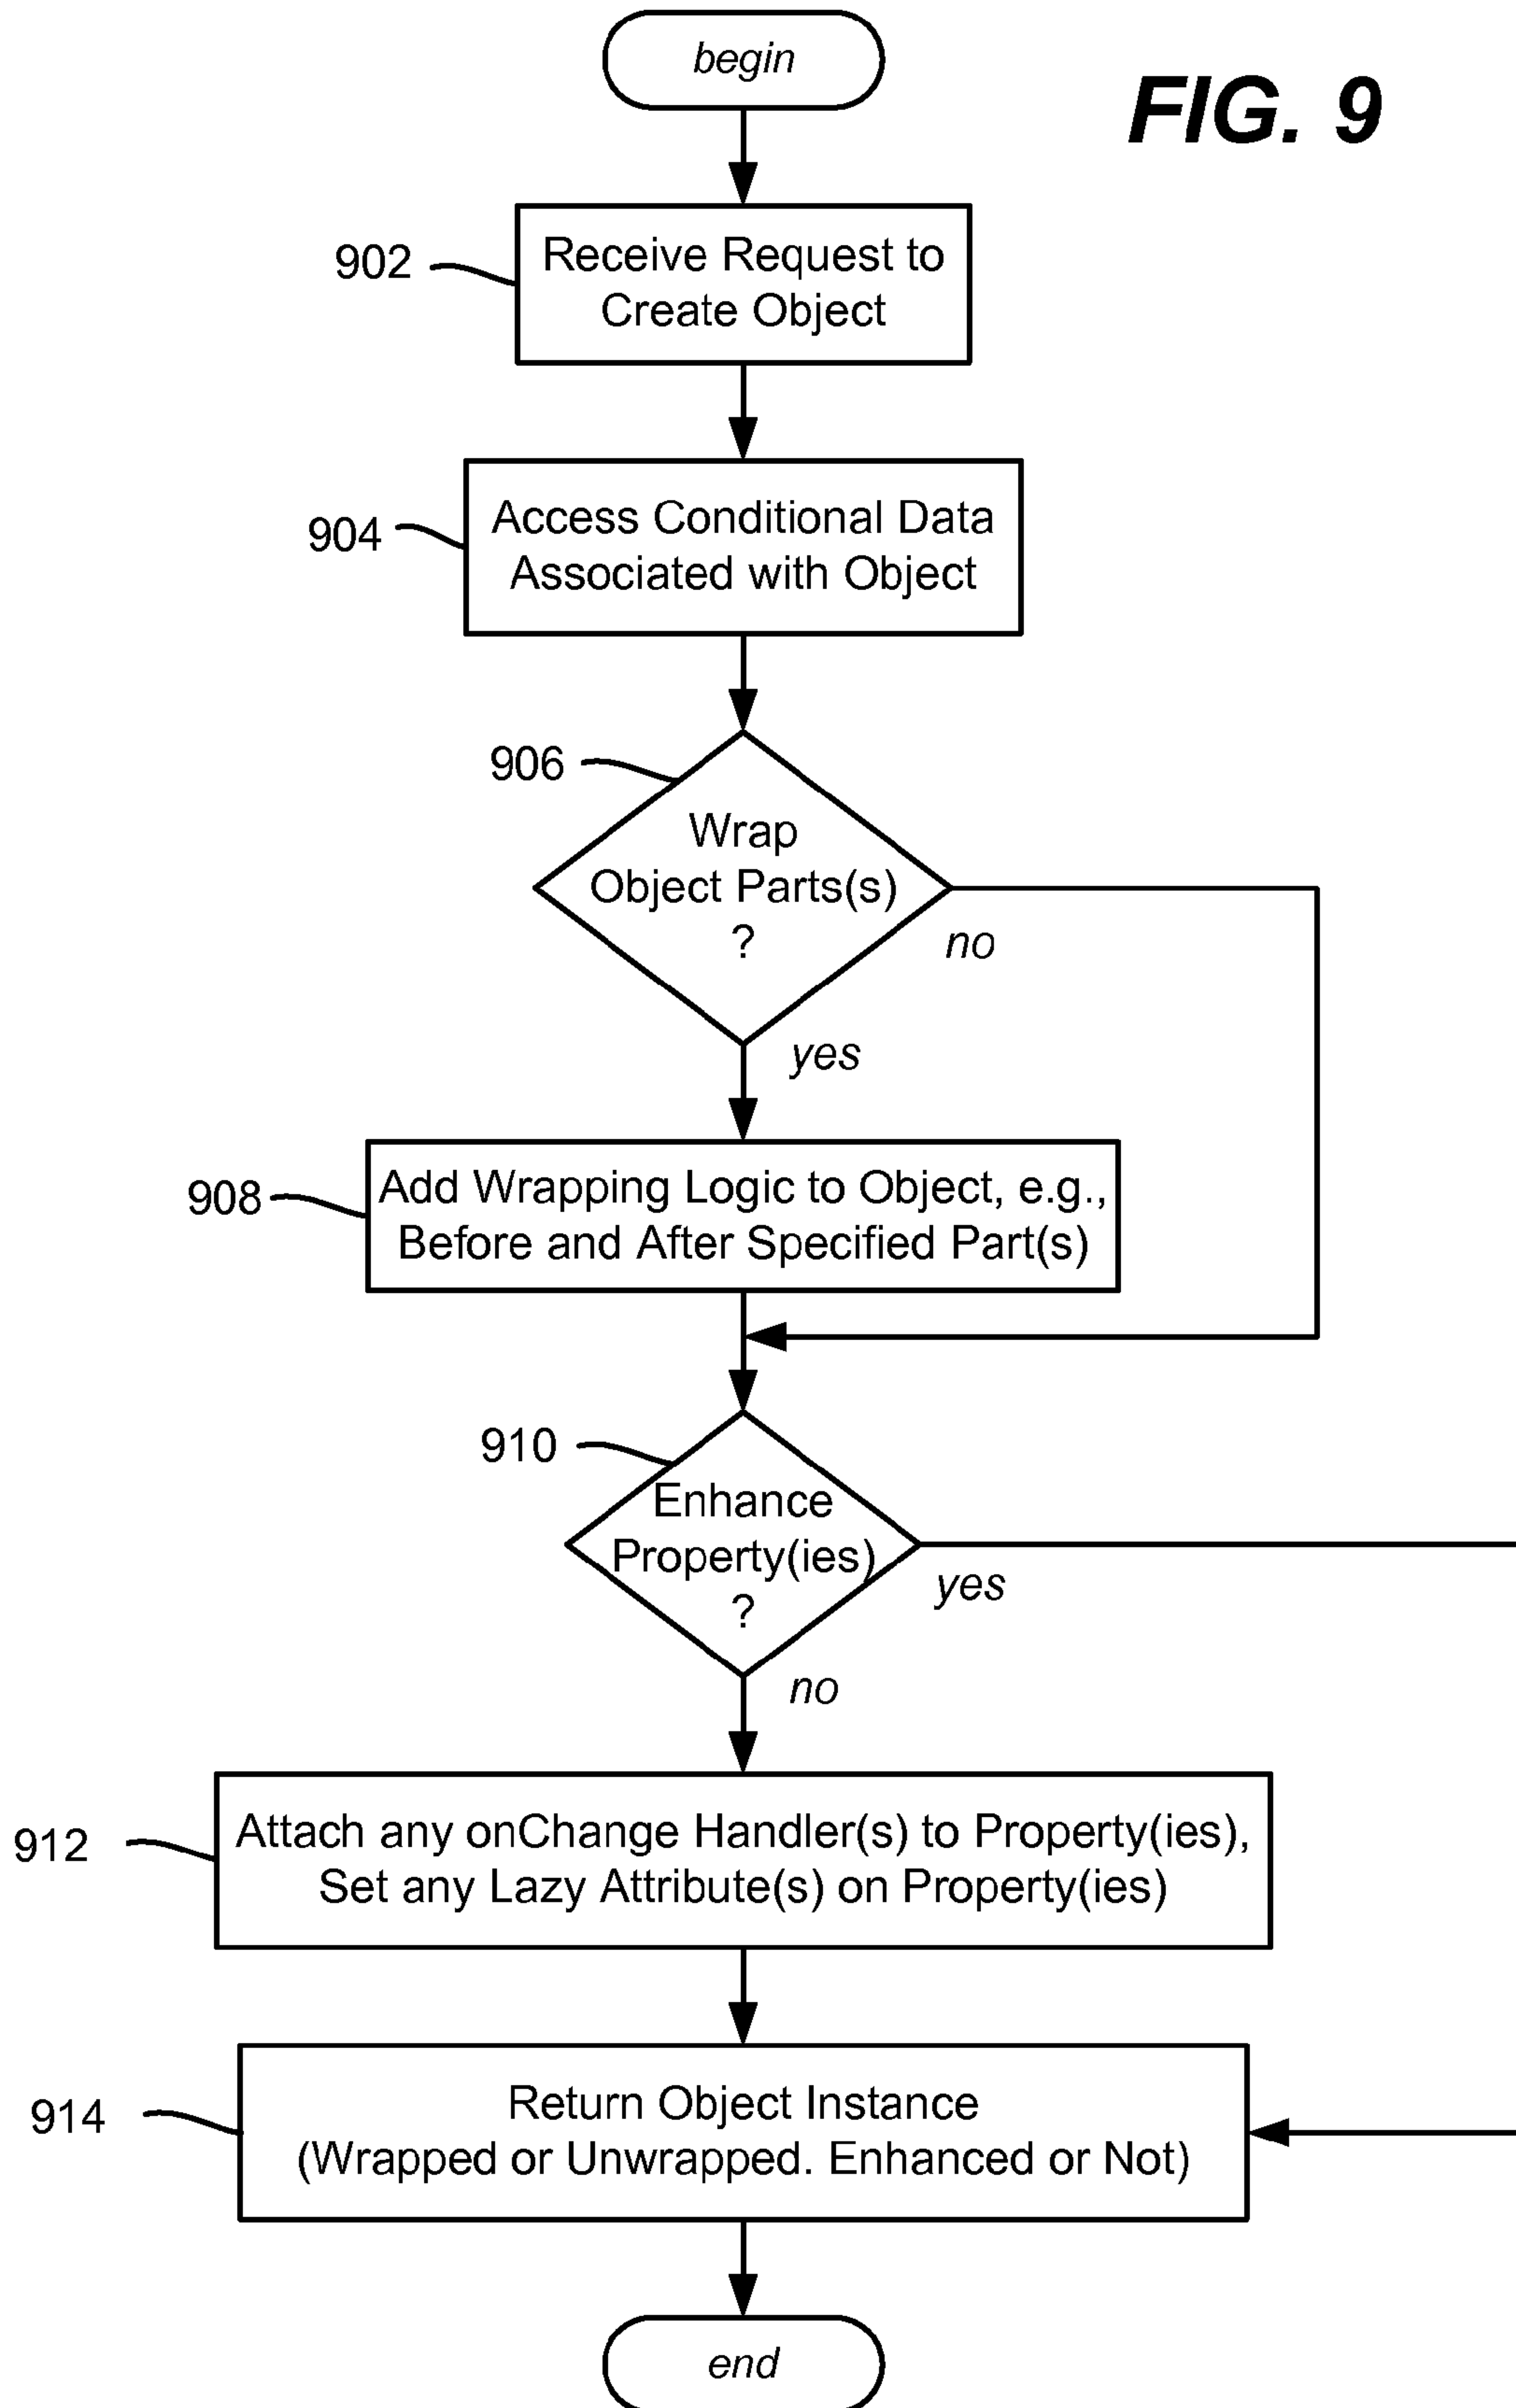 begin
FIG. 9
902
Receive Request to
Create Object
904
Access Conditional Data
Associated with Object
906
Wrap
Object Parts(s)
?
no
yes
908
Add Wrapping Logic to Object, e.g.,
Before and After Specified Part(s)
910
Enhance
Property(ies)
?
yes
no
912
Attach any onChange Handler(s) to Property(ies),
Set any Lazy Attribute(s) on Property(ies)
914
Return Object Instance
(Wrapped or Unwrapped. Enhanced or Not)
end